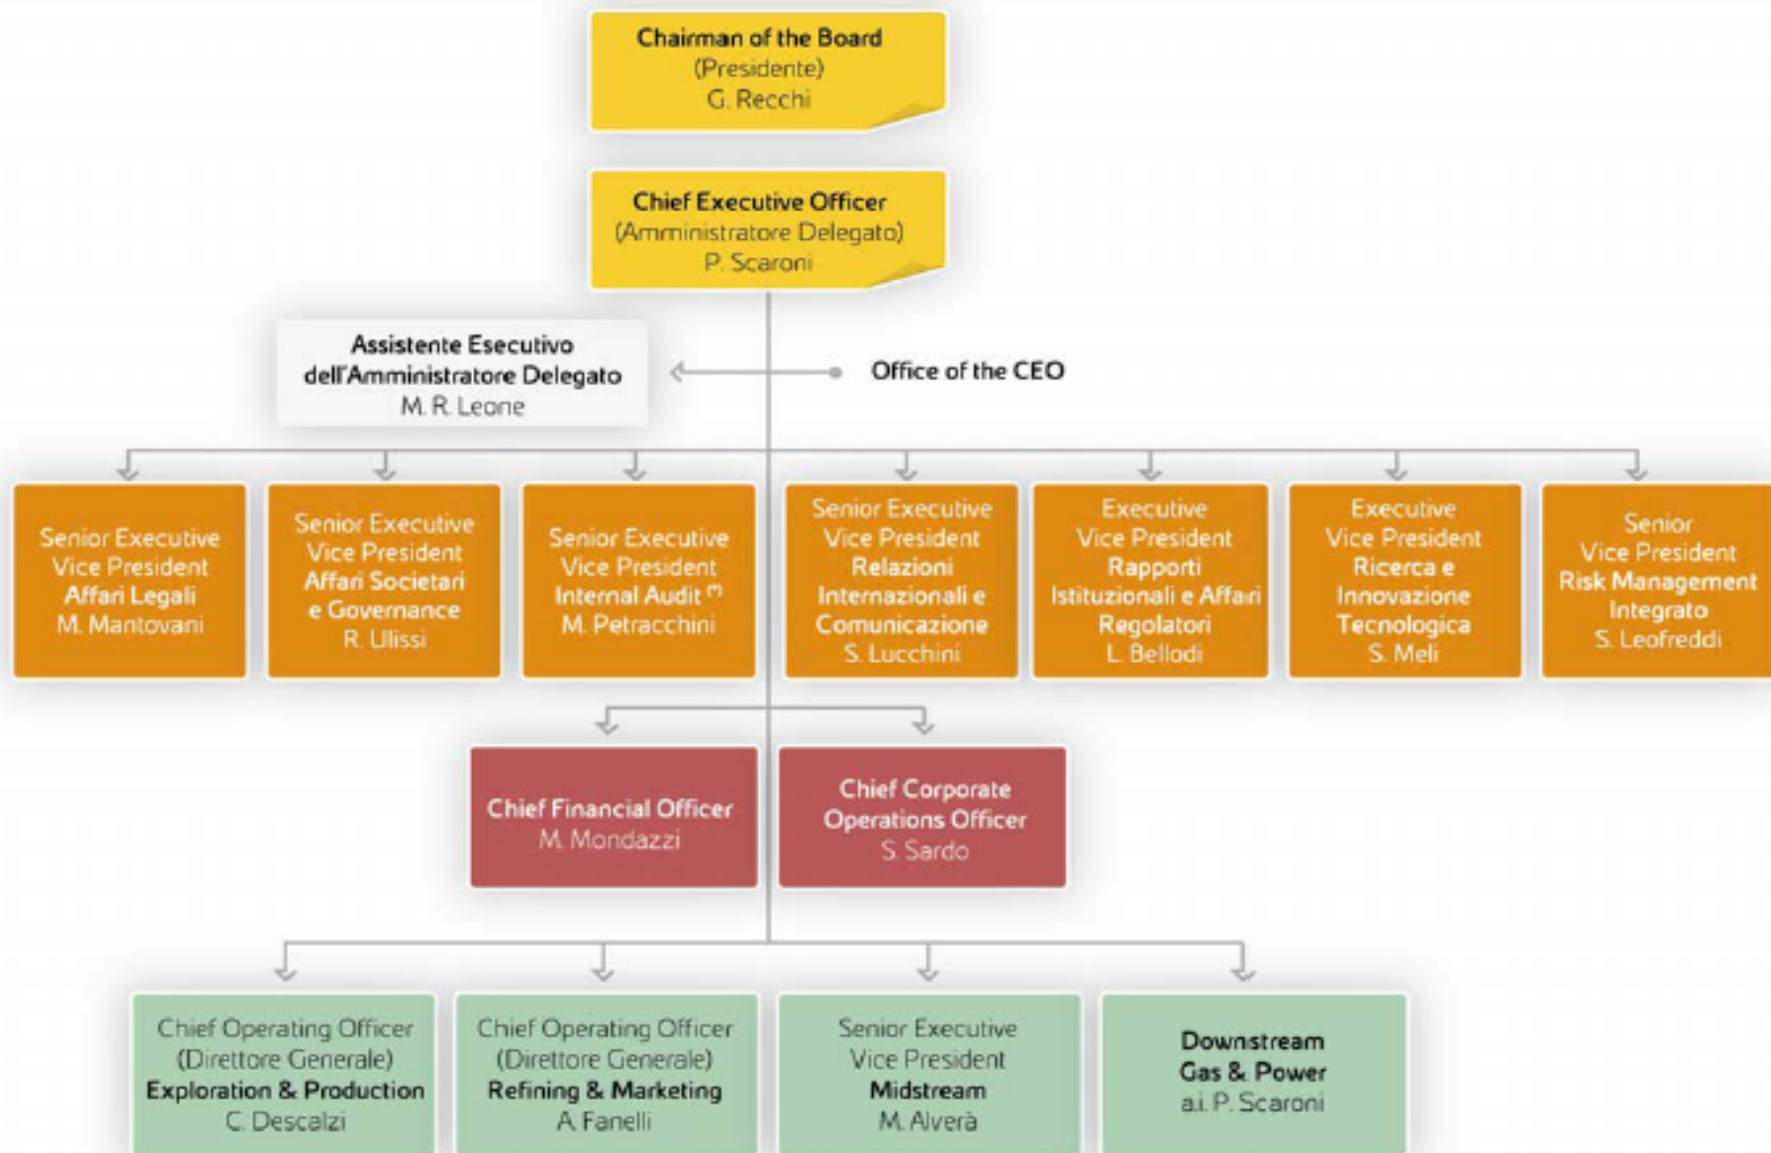 Chairman of the Board
(Presidente)
G. Recchi
Chief Executive Officer
(Amministratore Delegato)
P. Scaroni
Assistente Esecutivo
dell'Amministratore Delegato
M. R. Leone
Office of the CEO
Senior Executive
Vice President
Affari Legali
M. Mantovani
Senior Executive
Vice President
Affari Societari
e Governance
R. Ulissi
Senior Executive
Vice President
Internal Audit (*)
M. Petracchini
Senior Executive
Vice President
Relazioni
Internazionali e
Comunicazione
S. Lucchini
Executive
Vice President
Rapporti
Istituzionali e Affari
Regolatori
L. Bellodi
Executive
Vice President
Ricerca e
Innovazione
Tecnologica
S. Meli
Senior
Vice President
Risk Management
Integrato
S. Leofreddi
Chief Financial Officer
M. Mondazzi
Chief Corporate
Operations Officer
S. Sardo
Chief Operating Officer
(Direttore Generale)
Exploration & Production
C. Descalzi
Chief Operating Officer
(Direttore Generale)
Refining & Marketing
A. Fanelli
Senior Executive
Vice President
Midstream
M. Alverà
Downstream
Gas & Power
a.i. P. Scaroni